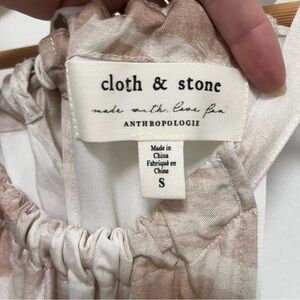 cloth & stone
made with love for
ANTHROPOLOGIE
Made in
China
Fabriqué en
Chine
S